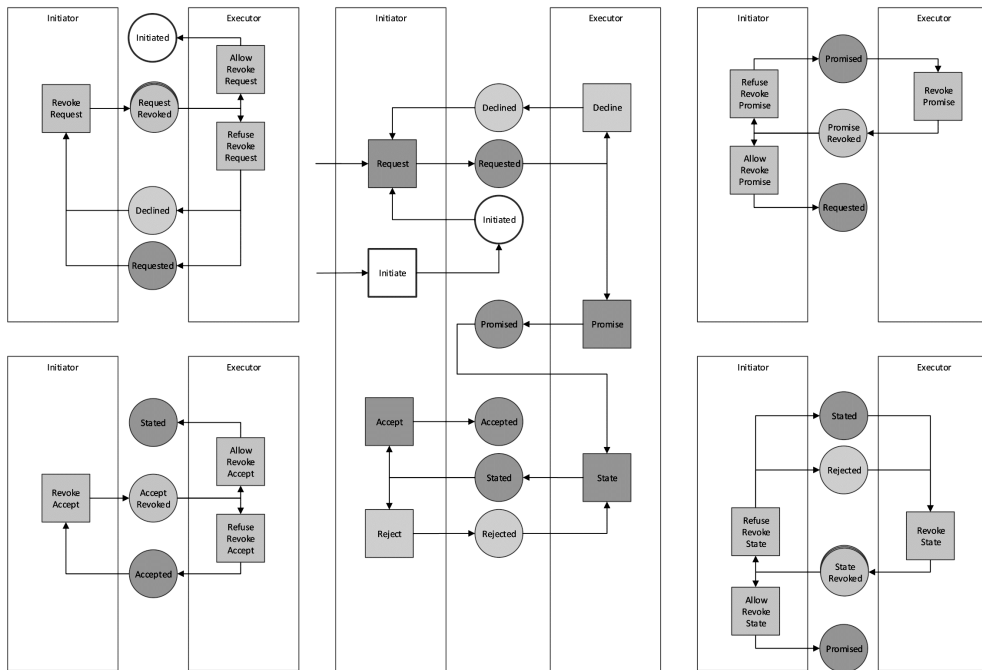 Initiator
Executor
Initiated
Allow
Revoke
Request
Revoke
Request
Request
Revoked
Refuse
Revoke
Request
Declined
Requested
Initiator
Executor
Declined
Decline
Request
Requested
Initiated
Initiate
Promised
Promise
Accept
Accepted
Stated
State
Reject
Rejected
Initiator
Executor
Promised
Refuse
Revoke
Promise
Revoke
Promise
Promise
Revoked
Allow
Revoke
Promise
Requested
Initiator
Executor
Stated
Allow
Revoke
Accept
Revoke
Accept
Accept
Revoked
Refuse
Revoke
Accept
Accepted
Initiator
Executor
Stated
Rejected
Refuse
Revoke
State
Revoke
State
State
Revoked
Allow
Revoke
State
Promised